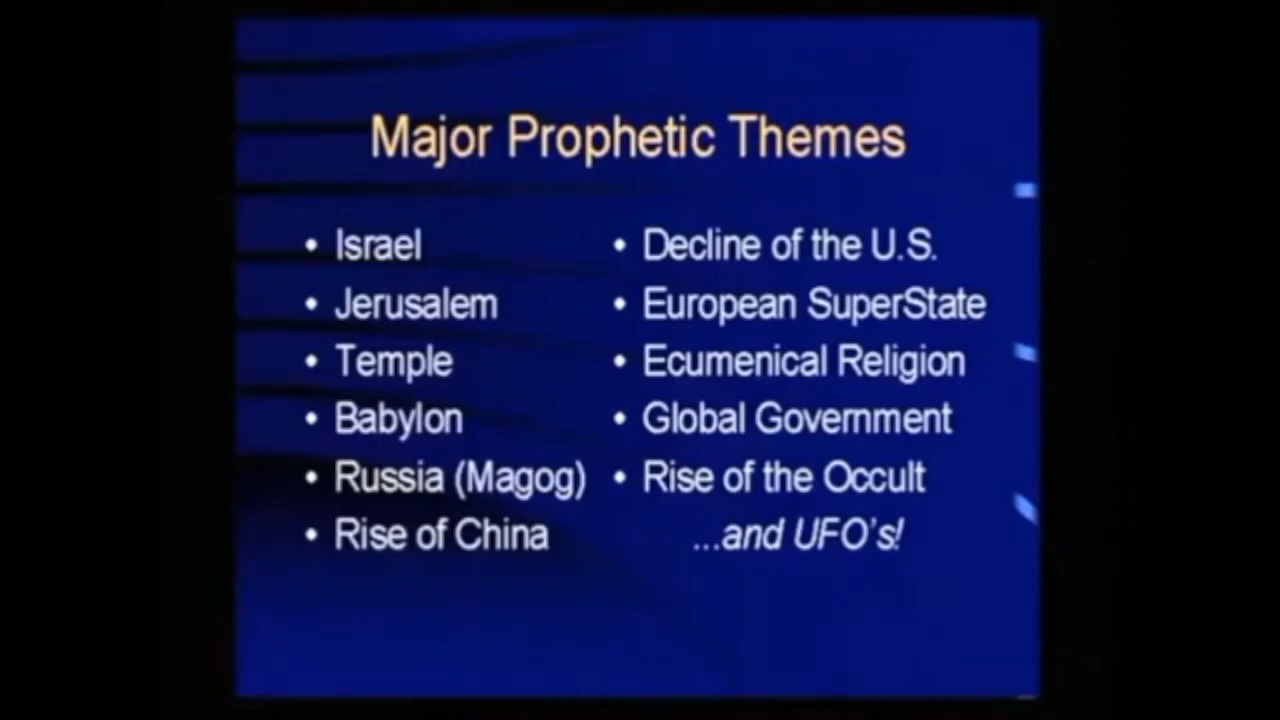 Major Prophetic Themes
• Israel
• Jerusalem
• Temple
• Babylon
• Russia (Magog)
• Rise of China
• Decline of the U.S.
• European SuperState
• Ecumenical Religion
• Global Government
• Rise of the Occult
...and UFO's!